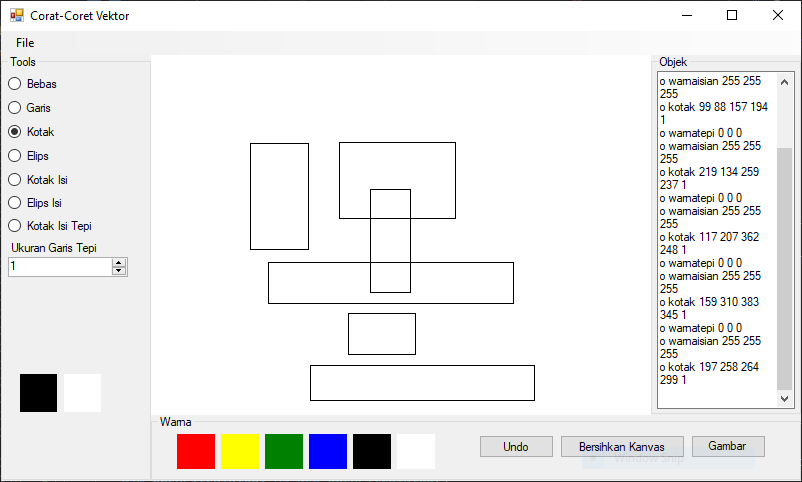 Corat-Coret Vektor
File
Tools
Bebas
Garis
Kotak
Elips
Kotak Isi
Elips Isi
Kotak Isi Tepi
Ukuran Garis Tepi
1
Objek
o warnaisian 255 255
255
o kotak 99 88 157 194
1
o warnatepi 0 0 0
o warnaisian 255 255
255
o kotak 219 134 259
237 1
o warnatepi 0 0 0
o warnaisian 255 255
255
o kotak 117 207 362
248 1
o warnatepi 0 0 0
o warnaisian 255 255
255
o kotak 159 310 383
345 1
o warnatepi 0 0 0
o warnaisian 255 255
255
o kotak 197 258 264
299 1
Warna
Undo
Bersihkan Kanvas
Gambar
Window Snip